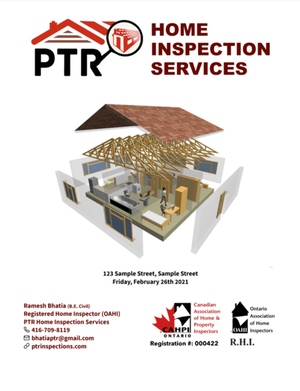 PTR
HOME
INSPECTION
SERVICES
123 Sample Street, Sample Street
Friday, February 26th 2021
Ramesh Bhatia (B.E. Civil)
Registered Home Inspector (OAHI)
PTR Home Inspection Services
416-709-8119
bhatiaptr@gmail.com
ptrinspections.com
CAHPI
ONTARIO
Canadian
Association
of Home &
Property
Inspectors
Registration #: 000422
OAHI
Ontario
Association
of Home
Inspectors
R.H.I.